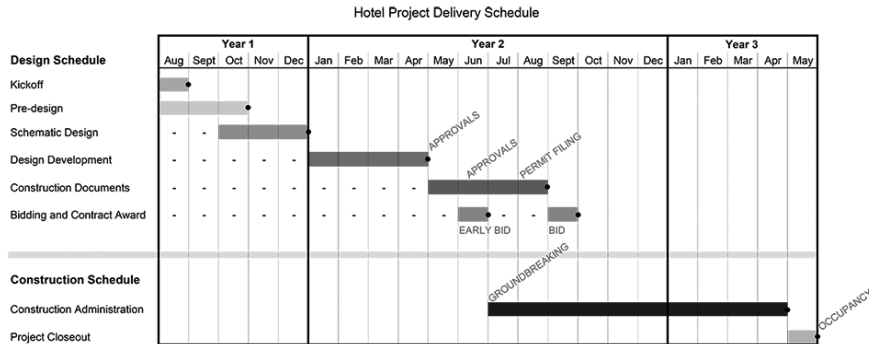 Hotel Project Delivery Schedule
Year 1 Year 2 Year 3
Design Schedule Aug Sept Oct Nov Dec Jan Feb Mar Apr May Jun Jul Aug Sept Oct Nov Dec Jan Feb Mar Apr May
Kickoff
Pre-design
Schematic Design - -
APPROVALS
Design Development - - - - -
APPROVALS PERMIT FILING
Construction Documents - - - - - - - - -
Bidding and Contract Award - - - - - - - - - - - -
EARLY BID BID
Construction Schedule
GROUNDBREAKING
Construction Administration
OCCUPANCY
Project Closeout